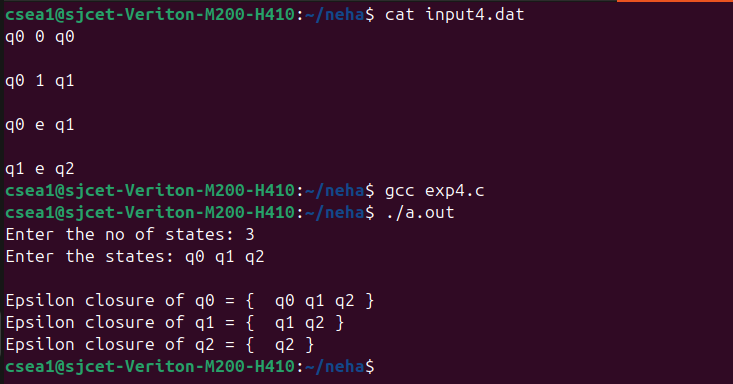 csea1@sjcet-Veriton-M200-H410:~/neha$ cat input4.dat
q0 0 q0
q0 1 q1
q0 e q1
q1 e q2
csea1@sjcet-Veriton-M200-H410:~/neha$ gcc exp4.c
csea1@sjcet-Veriton-M200-H410:~/neha$ ./a.out
Enter the no of states: 3
Enter the states: q0 q1 q2
Epsilon closure of q0 = {  q0 q1 q2 }
Epsilon closure of q1 = {  q1 q2 }
Epsilon closure of q2 = {  q2 }
csea1@sjcet-Veriton-M200-H410:~/neha$